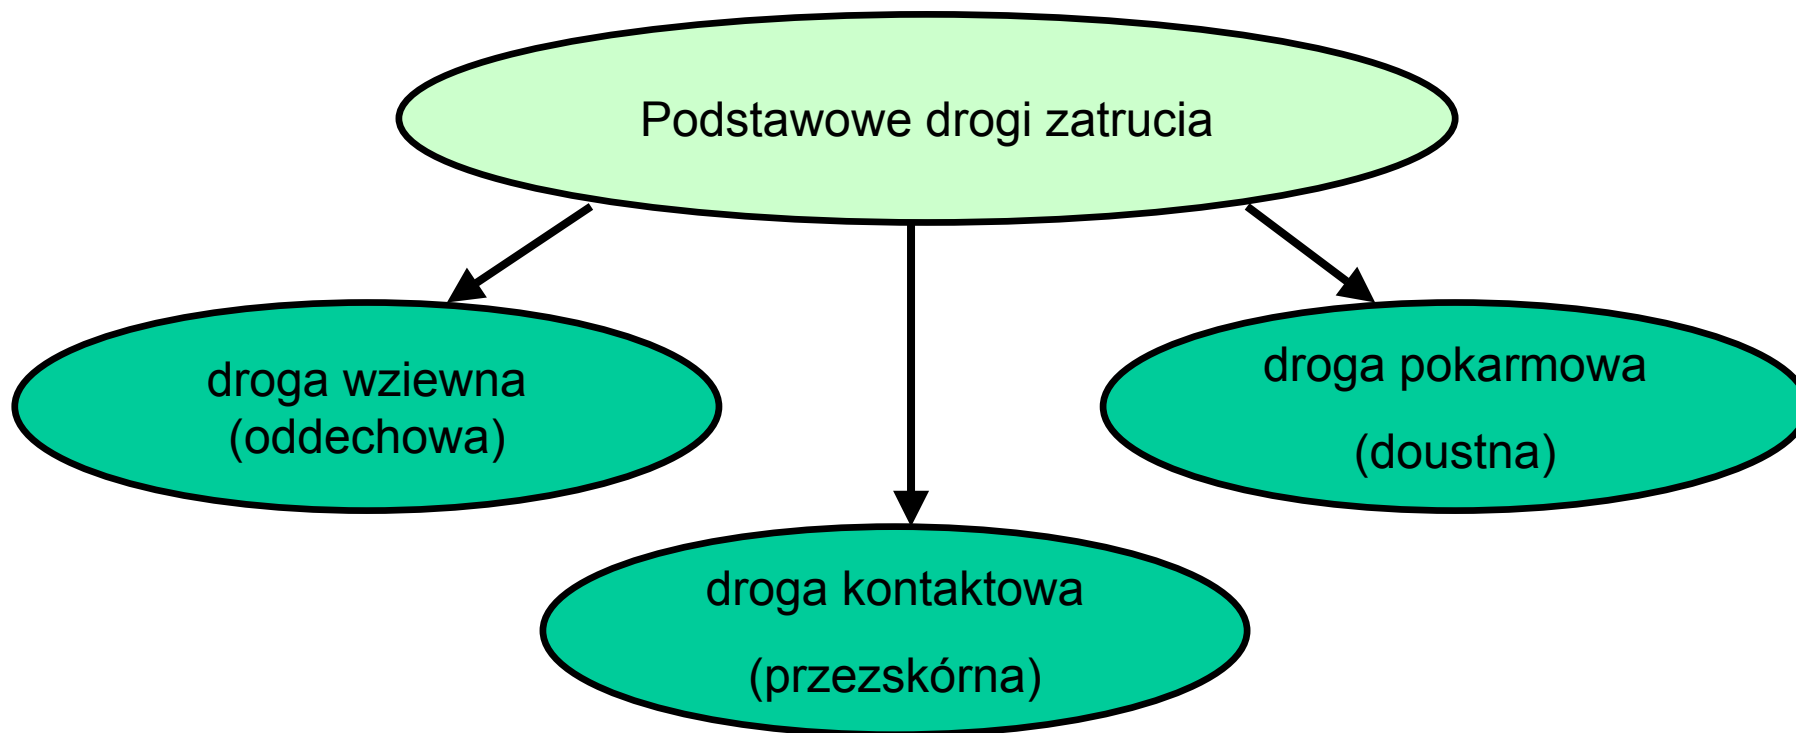 Podstawowe drogi zatrucia
droga wziewna
(oddechowa)
droga pokarmowa
(doustna)
droga kontaktowa
(przezskórna)